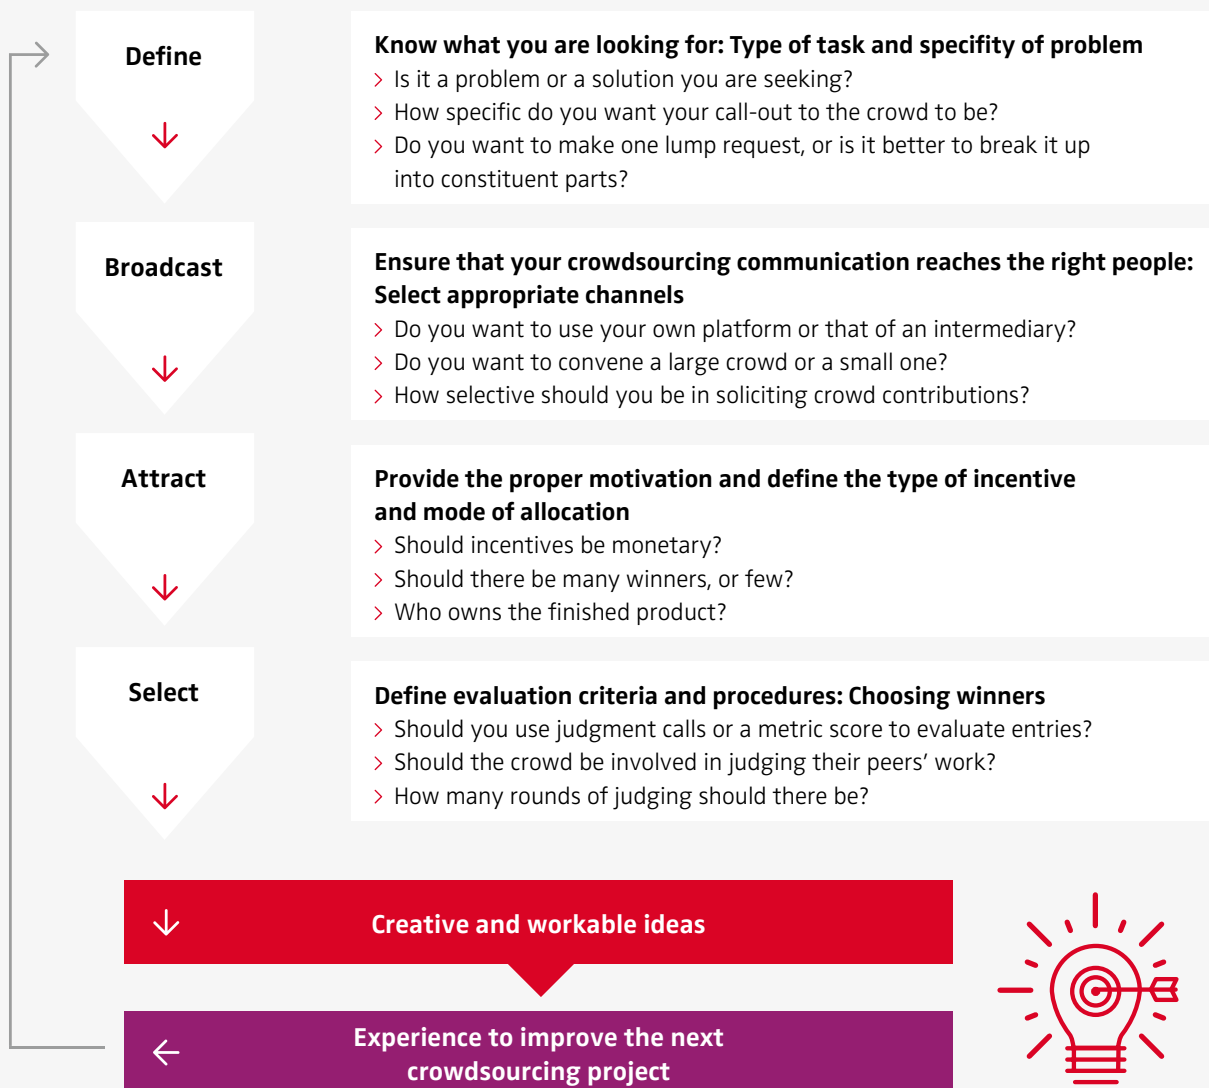 Define
Know what you are looking for: Type of task and specifity of problem
> Is it a problem or a solution you are seeking?
> How specific do you want your call-out to the crowd to be?
> Do you want to make one lump request, or is it better to break it up
into constituent parts?
Broadcast
Ensure that your crowdsourcing communication reaches the right people:
Select appropriate channels
> Do you want to use your own platform or that of an intermediary?
> Do you want to convene a large crowd or a small one?
> How selective should you be in soliciting crowd contributions?
Attract
Provide the proper motivation and define the type of incentive
and mode of allocation
> Should incentives be monetary?
> Should there be many winners, or few?
> Who owns the finished product?
Select
Define evaluation criteria and procedures: Choosing winners
> Should you use judgment calls or a metric score to evaluate entries?
> Should the crowd be involved in judging their peers’ work?
> How many rounds of judging should there be?
Creative and workable ideas
Experience to improve the next
crowdsourcing project